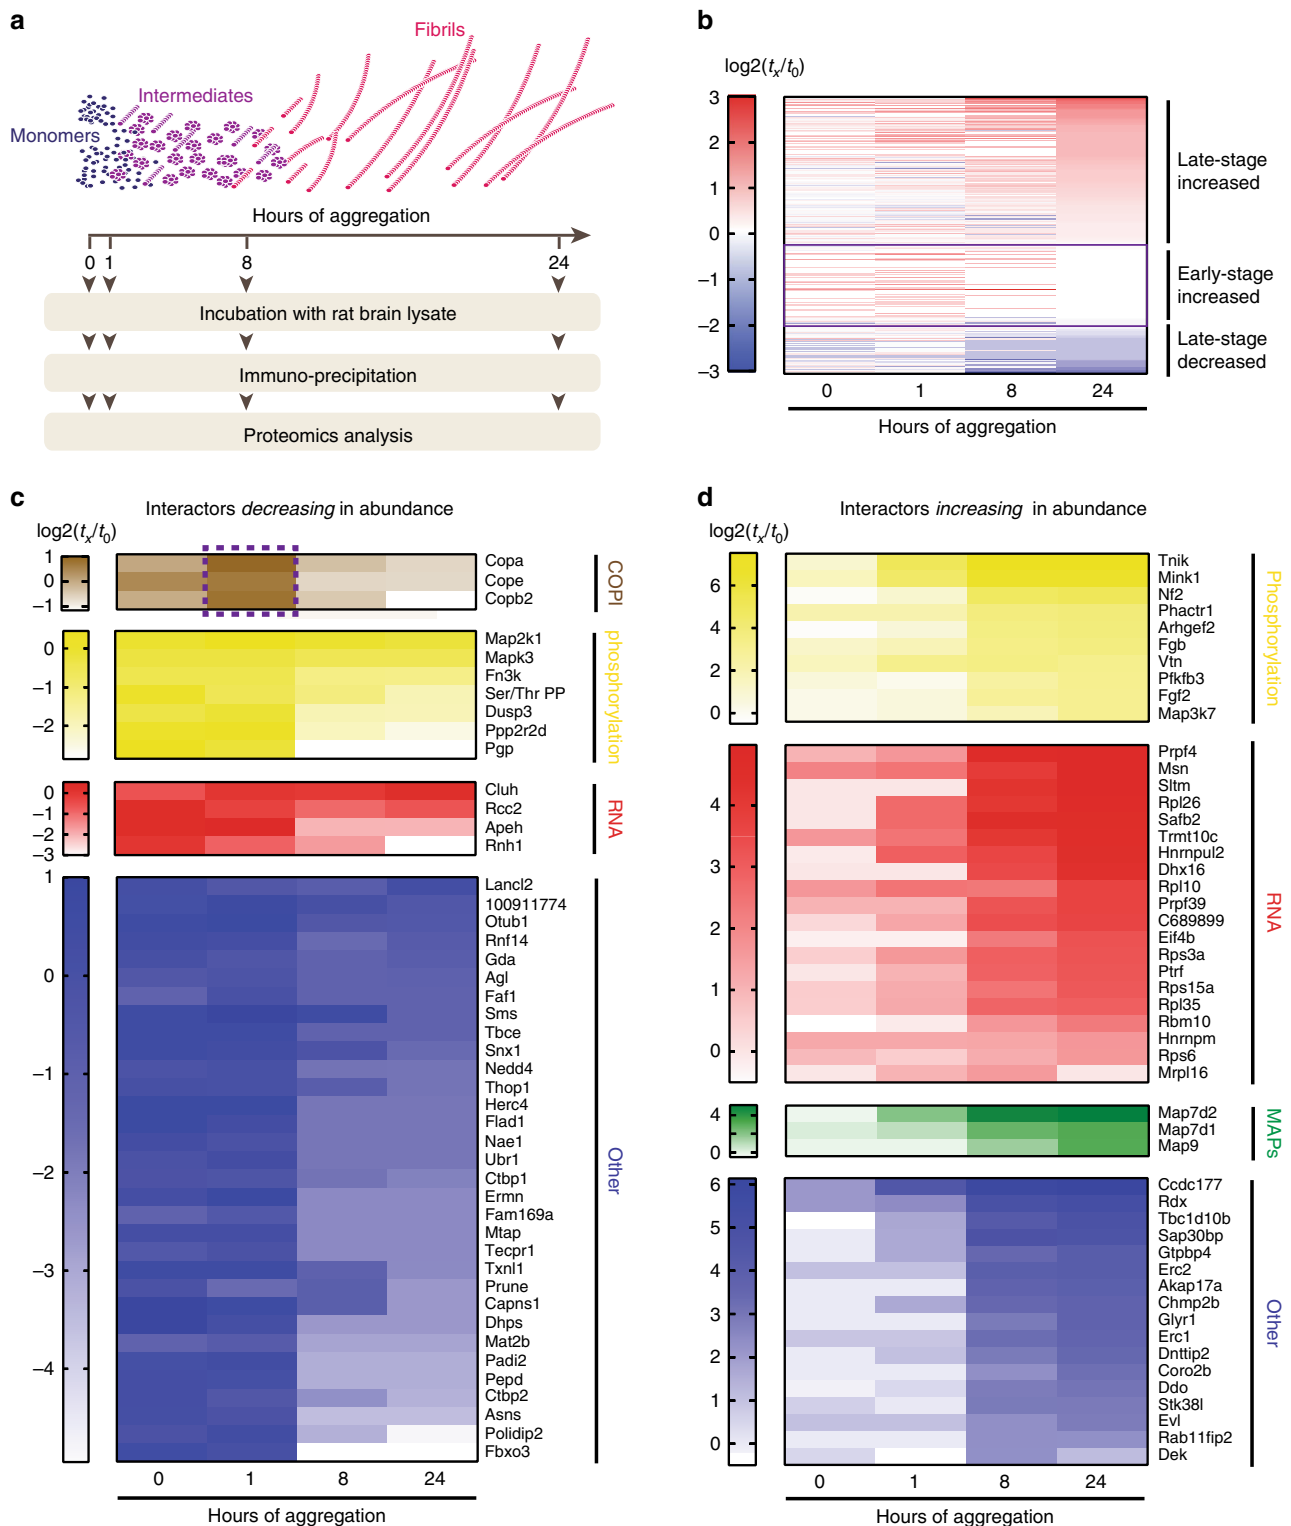 a
Fibrils
Intermediates
Monomers
Hours of aggregation
0 1 8 24
Incubation with rat brain lysate
Immuno-precipitation
Proteomics analysis
b
log2(tx/t0)
3
2
1
0
−1
−2
−3
Late-stage
increased
Early-stage
increased
Late-stage
decreased
0 1 8 24
Hours of aggregation
c
Interactors decreasing in abundance
log2(tx/t0)
1
0
−1
Copa
Cope
Copb2
COPI
0
−1
−2
Map2k1
Mapk3
Fn3k
Ser/Thr PP
Dusp3
Ppp2r2d
Pgp
phosphorylation
0
−1
−2
−3
Cluh
Rcc2
Apeh
Rnh1
RNA
1
0
−1
−2
−3
−4
Lancl2
100911774
Otub1
Rnf14
Gda
Agl
Faf1
Sms
Tbce
Snx1
Nedd4
Thop1
Herc4
Flad1
Nae1
Ubr1
Ctbp1
Ermn
Fam169a
Mtap
Tecpr1
Txnl1
Prune
Capns1
Dhps
Mat2b
Padi2
Pepd
Ctbp2
Asns
Polidip2
Fbxo3
Other
0 1 8 24
Hours of aggregation
d
Interactors increasing in abundance
log2(tx/t0)
6
4
2
0
Tnik
Mink1
Nf2
Phactr1
Arhgef2
Fgb
Vtn
Pfkfb3
Fgf2
Map3k7
Phosphorylation
4
3
2
1
0
Prpf4
Msn
Sltm
Rpl26
Safb2
Trmt10c
Hnrnpul2
Dhx16
Rpl10
Prpf39
C689899
Eif4b
Rps3a
Ptrf
Rps15a
Rpl35
Rbm10
Hnrnpm
Rps6
Mrpl16
RNA
4
2
0
Map7d2
Map7d1
Map9
MAPs
6
5
4
3
2
1
0
Ccdc177
Rdx
Tbc1d10b
Sap30bp
Gtpbp4
Erc2
Akap17a
Chmp2b
Glyr1
Erc1
Dnttip2
Coro2b
Ddo
Stk38l
Evl
Rab11fip2
Dek
Other
0 1 8 24
Hours of aggregation